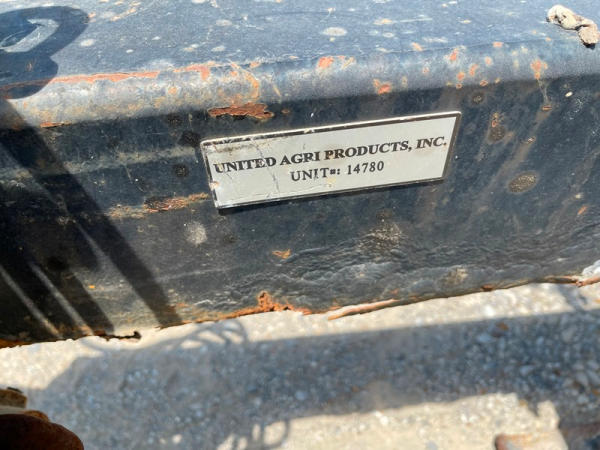 UNITED AGRI PRODUCTS, INC.
UNIT#: 14780